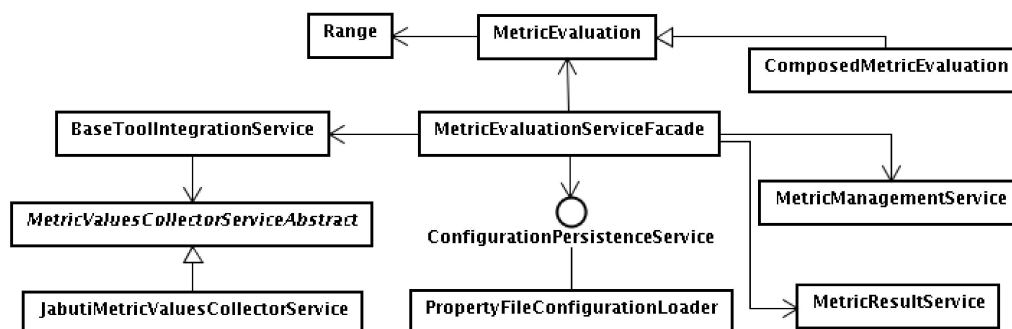 Range
MetricEvaluation
ComposedMetricEvaluation
BaseToolIntegrationService
MetricEvaluationServiceFacade
MetricManagementService
MetricValuesCollectorServiceAbstract
ConfigurationPersistenceService
JabutiMetricValuesCollectorService
PropertyFileConfigurationLoader
MetricResultService